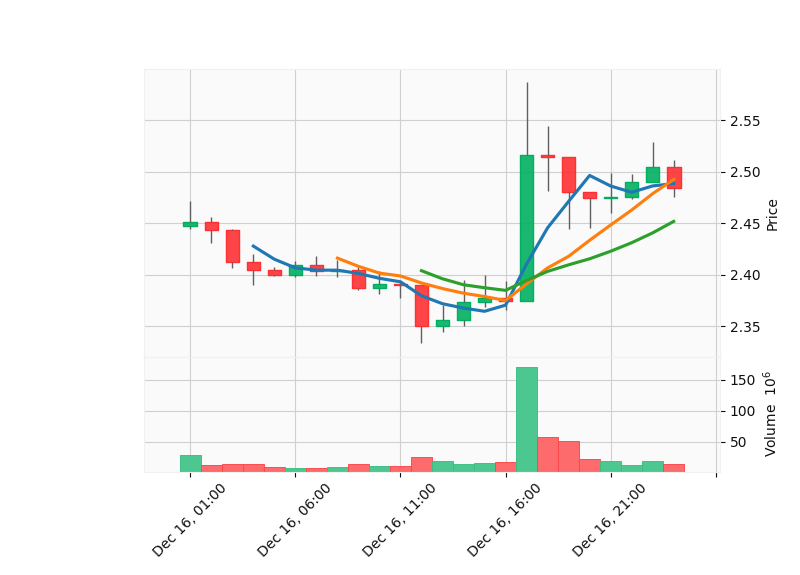 2.55
2.50
2.45
2.40
2.35
Price
150
100
50
Volume 10^6
Dec 16, 01:00
Dec 16, 06:00
Dec 16, 11:00
Dec 16, 16:00
Dec 16, 21:00